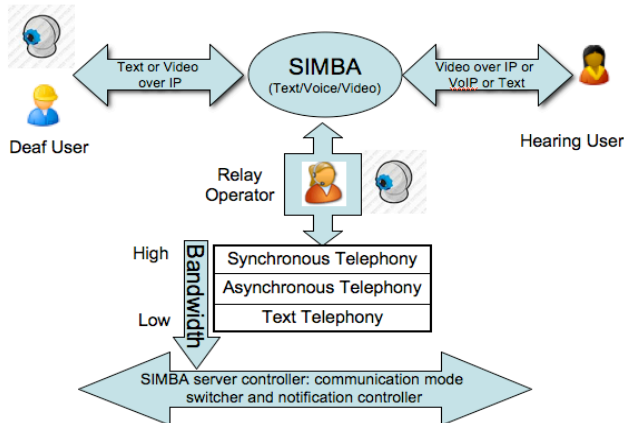 SIMBA
(Text/Voice/Video)
Text or Video
over IP
Video over IP or
VoIP or Text
Deaf User
Hearing User
Relay
Operator
High
Low
Bandwidth
Synchronous Telephony
Asynchronous Telephony
Text Telephony
SIMBA server controller: communication mode
switcher and notification controller